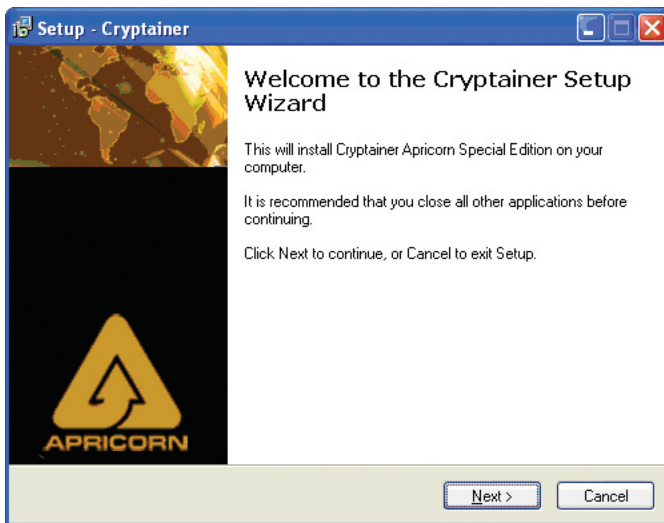 Setup - Cryptainer
Welcome to the Cryptainer Setup
Wizard
This will install Cryptainer Apricorn Special Edition on your
computer.
It is recommended that you close all other applications before
continuing.
Click Next to continue, or Cancel to exit Setup.
APRICORN
Next >
Cancel